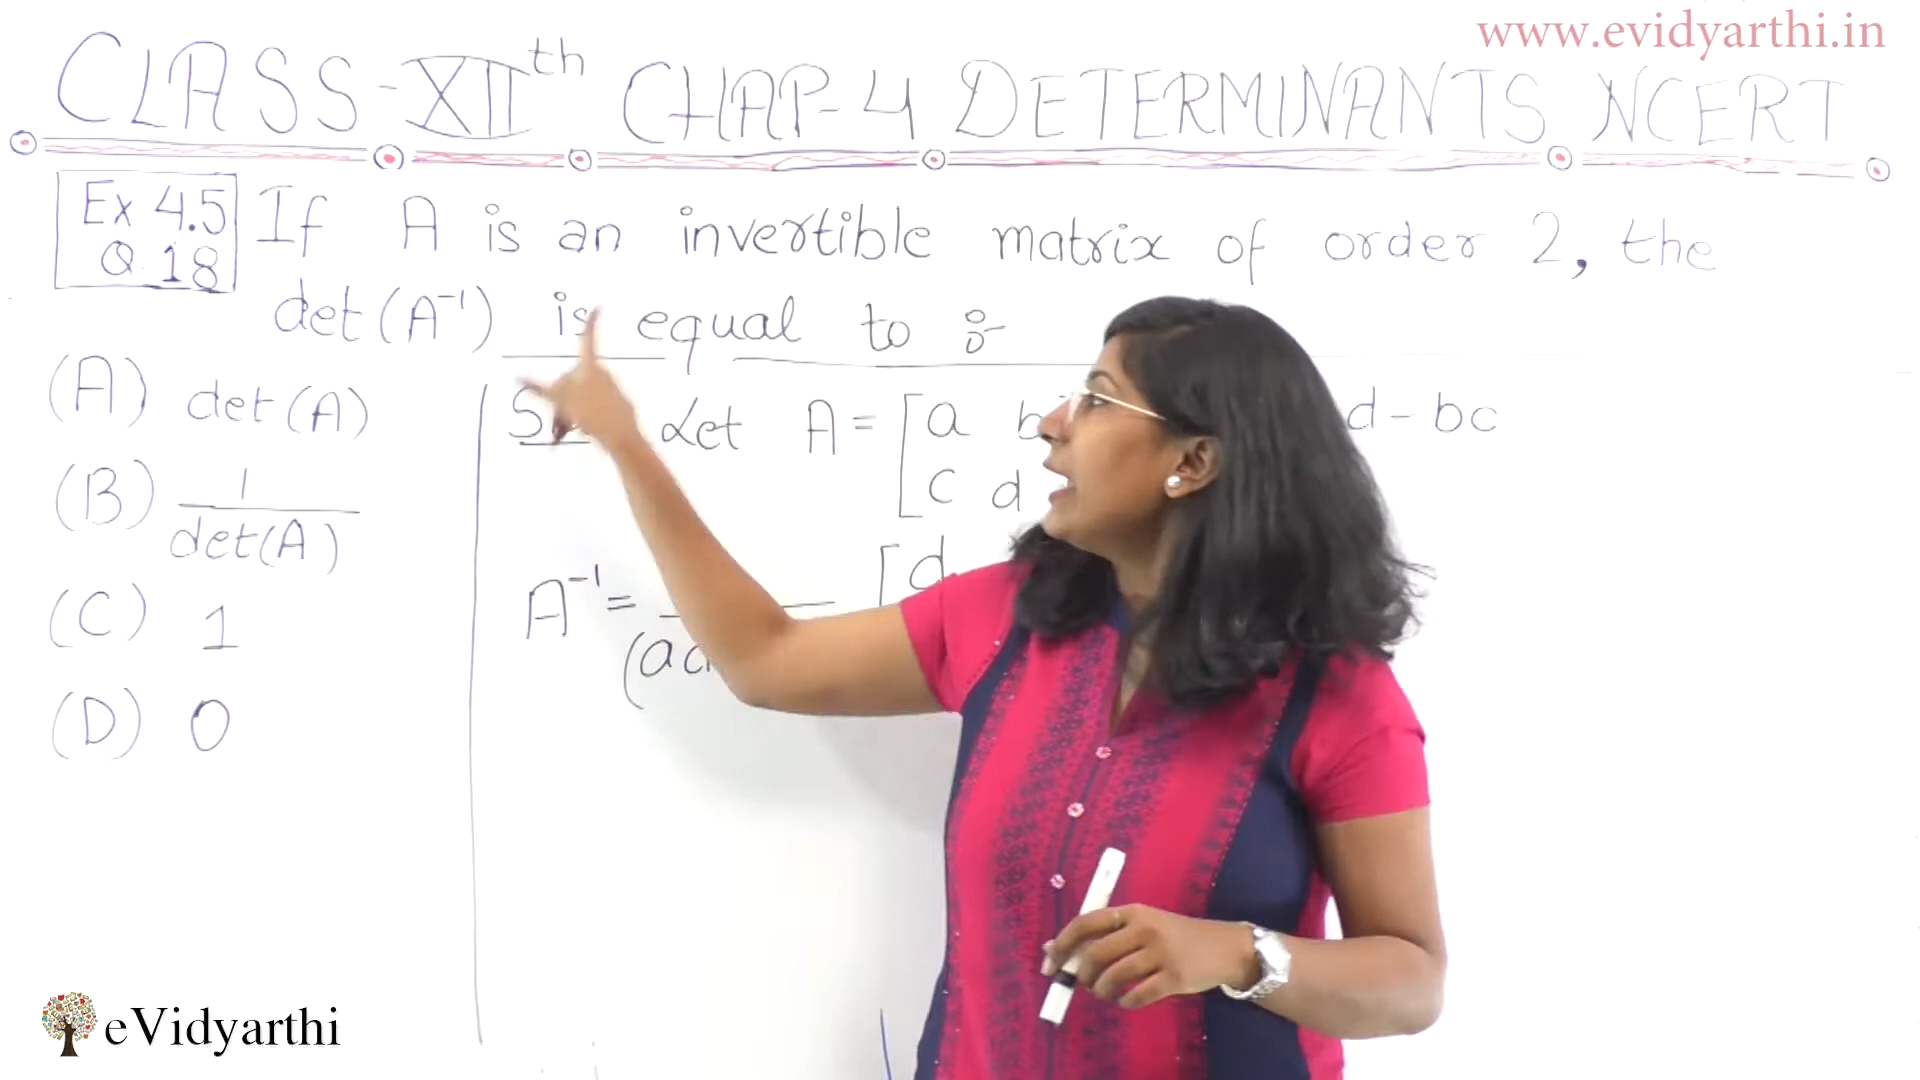 www.evidyarthi.in
CLASS-XIIth CHAP-4 DETERMINANTS NCERT
Ex 4.5
Q.18
If A is an invertible matrix of order 2, the
det(A⁻¹) is equal to :-
(A) det(A)
(B) 1/det(A)
(C) 1
(D) 0
Let A = [a b d - bc
c d
A⁻¹ = [d
(ad
eVidyarthi